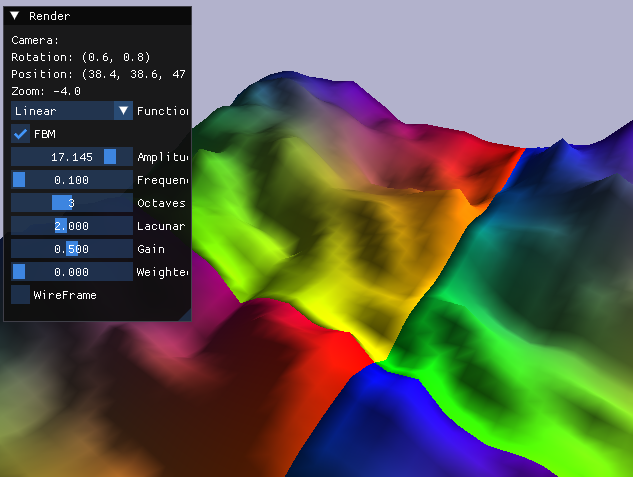 Render
Camera:
Rotation: (0.6, 0.8)
Position: (38.4, 38.6, 47
Zoom: -4.0
Linear Function
FBM
17.145 Amplitu
0.100 Frequen
3 Octaves
2.000 Lacunar
0.500 Gain
0.000 Weighte
WireFrame